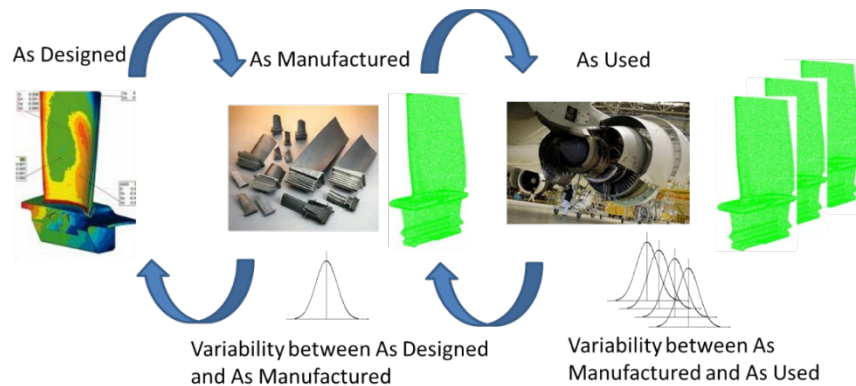 As Designed
As Manufactured
As Used
Variability between As Designed
and As Manufactured
Variability between As
Manufactured and As Used